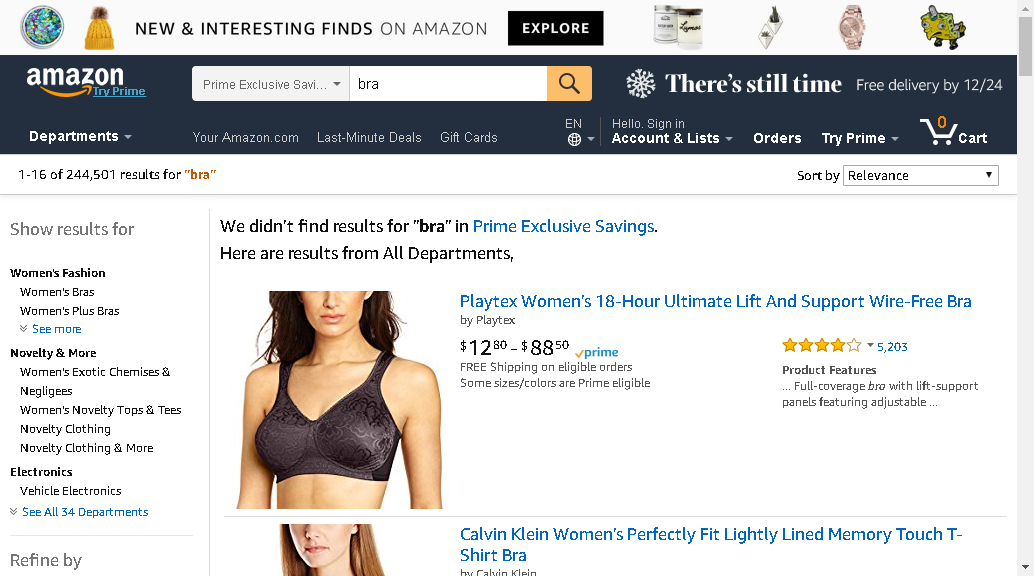 NEW & INTERESTING FINDS ON AMAZON EXPLORE
amazon
Try Prime
Prime Exclusive Savi...
bra
There's still time Free delivery by 12/24
Departments
Your Amazon.com Last-Minute Deals Gift Cards
EN
Hello. Sign in
Account & Lists
Orders
Try Prime
0
Cart
1-16 of 244,501 results for "bra"
Sort by Relevance
Show results for
Women's Fashion
Women's Bras
Women's Plus Bras
See more
Novelty & More
Women's Exotic Chemises &
Negligees
Women's Novelty Tops & Tees
Novelty Clothing
Novelty Clothing & More
Electronics
Vehicle Electronics
See All 34 Departments
Refine by
We didn't find results for "bra" in Prime Exclusive Savings.
Here are results from All Departments,
Playtex Women's 18-Hour Ultimate Lift And Support Wire-Free Bra
by Playtex
$12 80 - $88 50 prime
FREE Shipping on eligible orders
Some sizes/colors are Prime eligible
5,203
Product Features
... Full-coverage bra with lift-support
panels featuring adjustable ...
Calvin Klein Women's Perfectly Fit Lightly Lined Memory Touch T-
Shirt Bra
by Calvin Klein